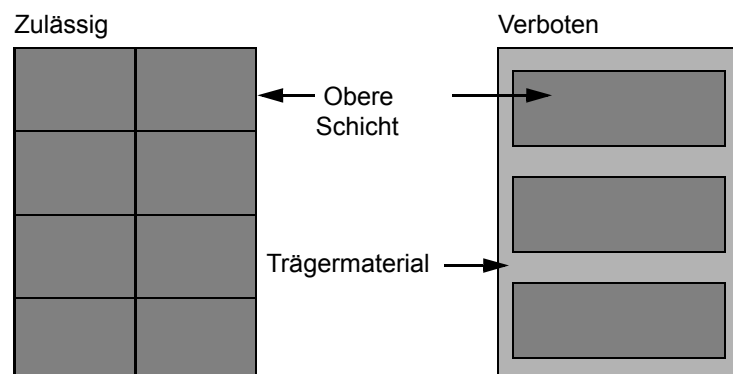 Zulässig
Verboten
Obere
Schicht
Trägermaterial